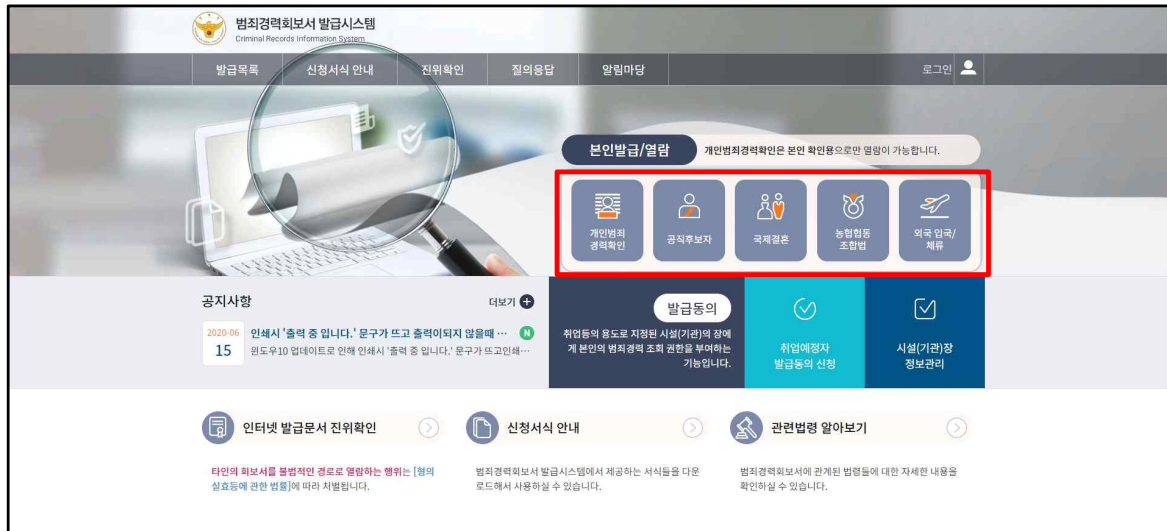 범죄경력회보서 발급시스템
Criminal Records Information System
발급목록 신청서식 안내 진위확인 질의응답 알림마당 로그인
본인발급/열람 개인범죄경력확인은 본인 확인용으로만 열람이 가능합니다.
개인범죄
경력확인
공직후보자
국제결혼
농협협동
조합법
외국 입국/
체류
공지사항 더보기
2020-06
15
인쇄시 '출력 중 입니다.' 문구가 뜨고 출력이되지 않을때 … N
윈도우10 업데이트로 인해 인쇄시 '출력 중 입니다.' 문구가 뜨고인쇄…
발급동의
취업등의 용도로 지정된 시설(기관)의 장에
게 본인의 범죄경력 조회 권한을 부여하는
기능입니다.
취업예정자
발급동의 신청
시설(기관)장
정보관리
인터넷 발급문서 진위확인
타인의 회보서를 불법적인 경로로 열람하는 행위는 [형의
실효등에 관한 법률]에 따라 처벌됩니다.
신청서식 안내
범죄경력회보서 발급시스템에서 제공하는 서식들을 다운
로드해서 사용하실 수 있습니다.
관련법령 알아보기
범죄경력회보서에 관계된 법령들에 대한 자세한 내용을
확인하실 수 있습니다.